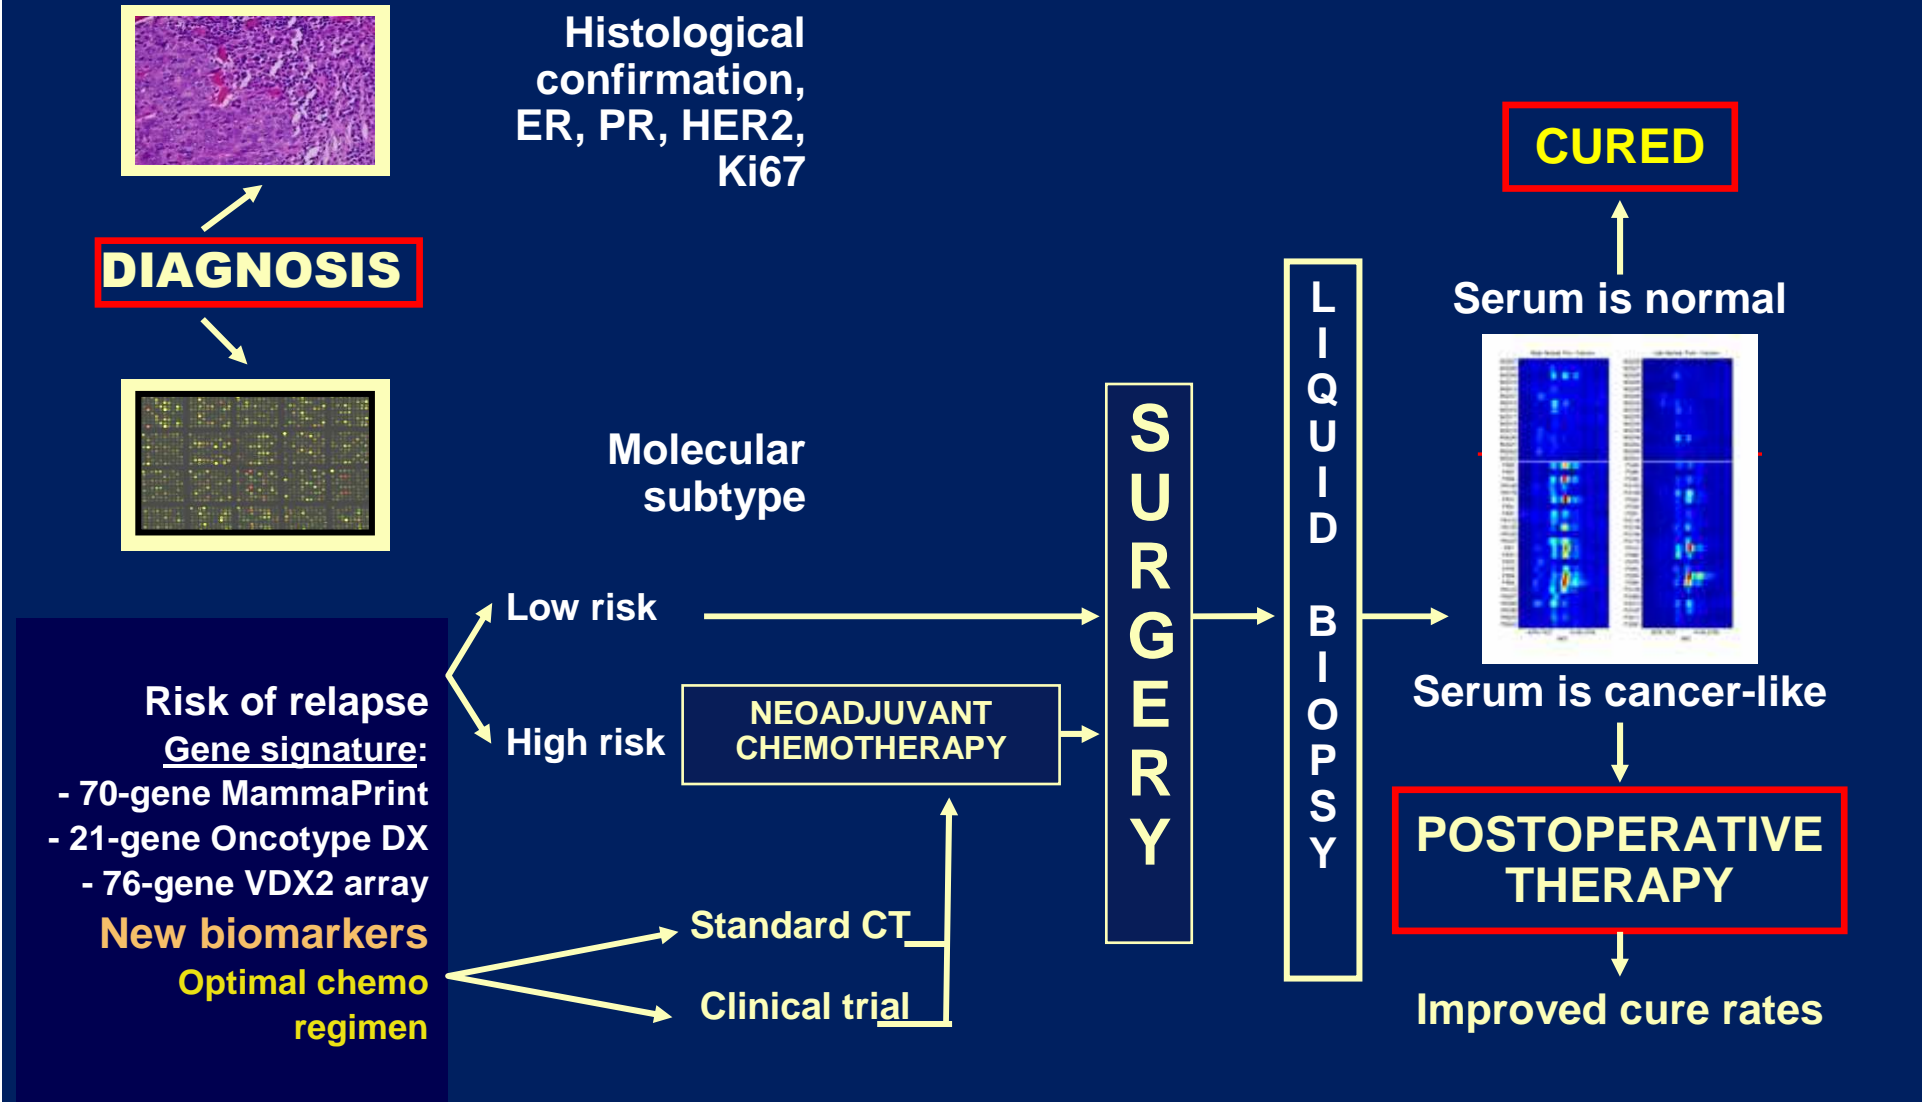 Histological
confirmation,
ER, PR, HER2,
Ki67
DIAGNOSIS
Molecular
subtype
Risk of relapse
Gene signature:
- 70-gene MammaPrint
- 21-gene Oncotype DX
- 76-gene VDX2 array
New biomarkers
Optimal chemo
regimen
Low risk
High risk
NEOADJUVANT
CHEMOTHERAPY
Standard CT
Clinical trial
SURGERY
LIQUID BIOPSY
CURED
Serum is normal
Serum is cancer-like
POSTOPERATIVE
THERAPY
Improved cure rates